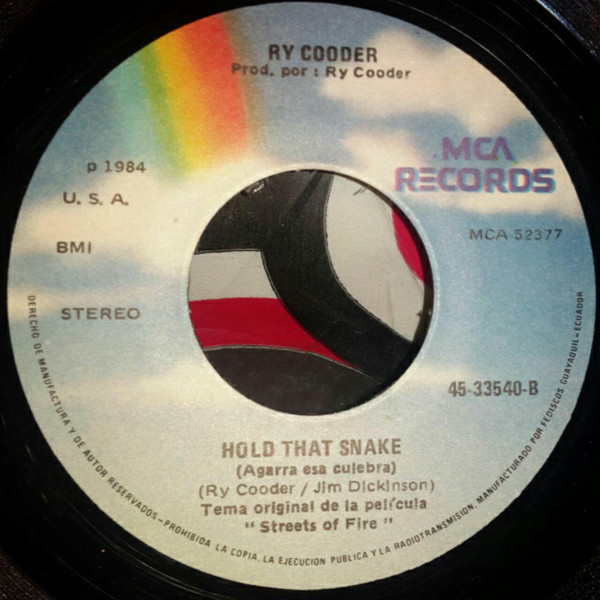 RY COODER
Prod. por : Ry Cooder
MCA
RECORDS
MCA-52377
p 1984
U. S. A.
BMI
STEREO
45-33540-B
HOLD THAT SNAKE
(Agarra esa culebra)
(Ry Cooder / Jim Dickinson)
Tema original de la película
“ Streets of Fire ”
DERECHO DE MANUFACTURA Y DE AUTOR RESERVADOS-PROHIBIDA LA COPIA, LA EJECUCION PUBLICA Y LA RADIOTRANSMISION, MANUFACTURADO POR FEDISCOS GUAYAQUIL-ECUADOR